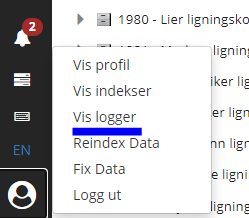 2
1980 - Lier ligningsko
Vis profil
Vis indekser
Vis logger
Reindex Data
Fix Data
Logg ut
EN